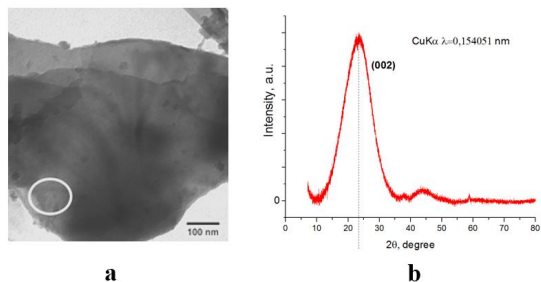 100 nm
a
Intensity, a.u.
0
CuKα λ=0,154051 nm
(002)
0 10 20 30 40 50 60 70 80
2θ, degree
b